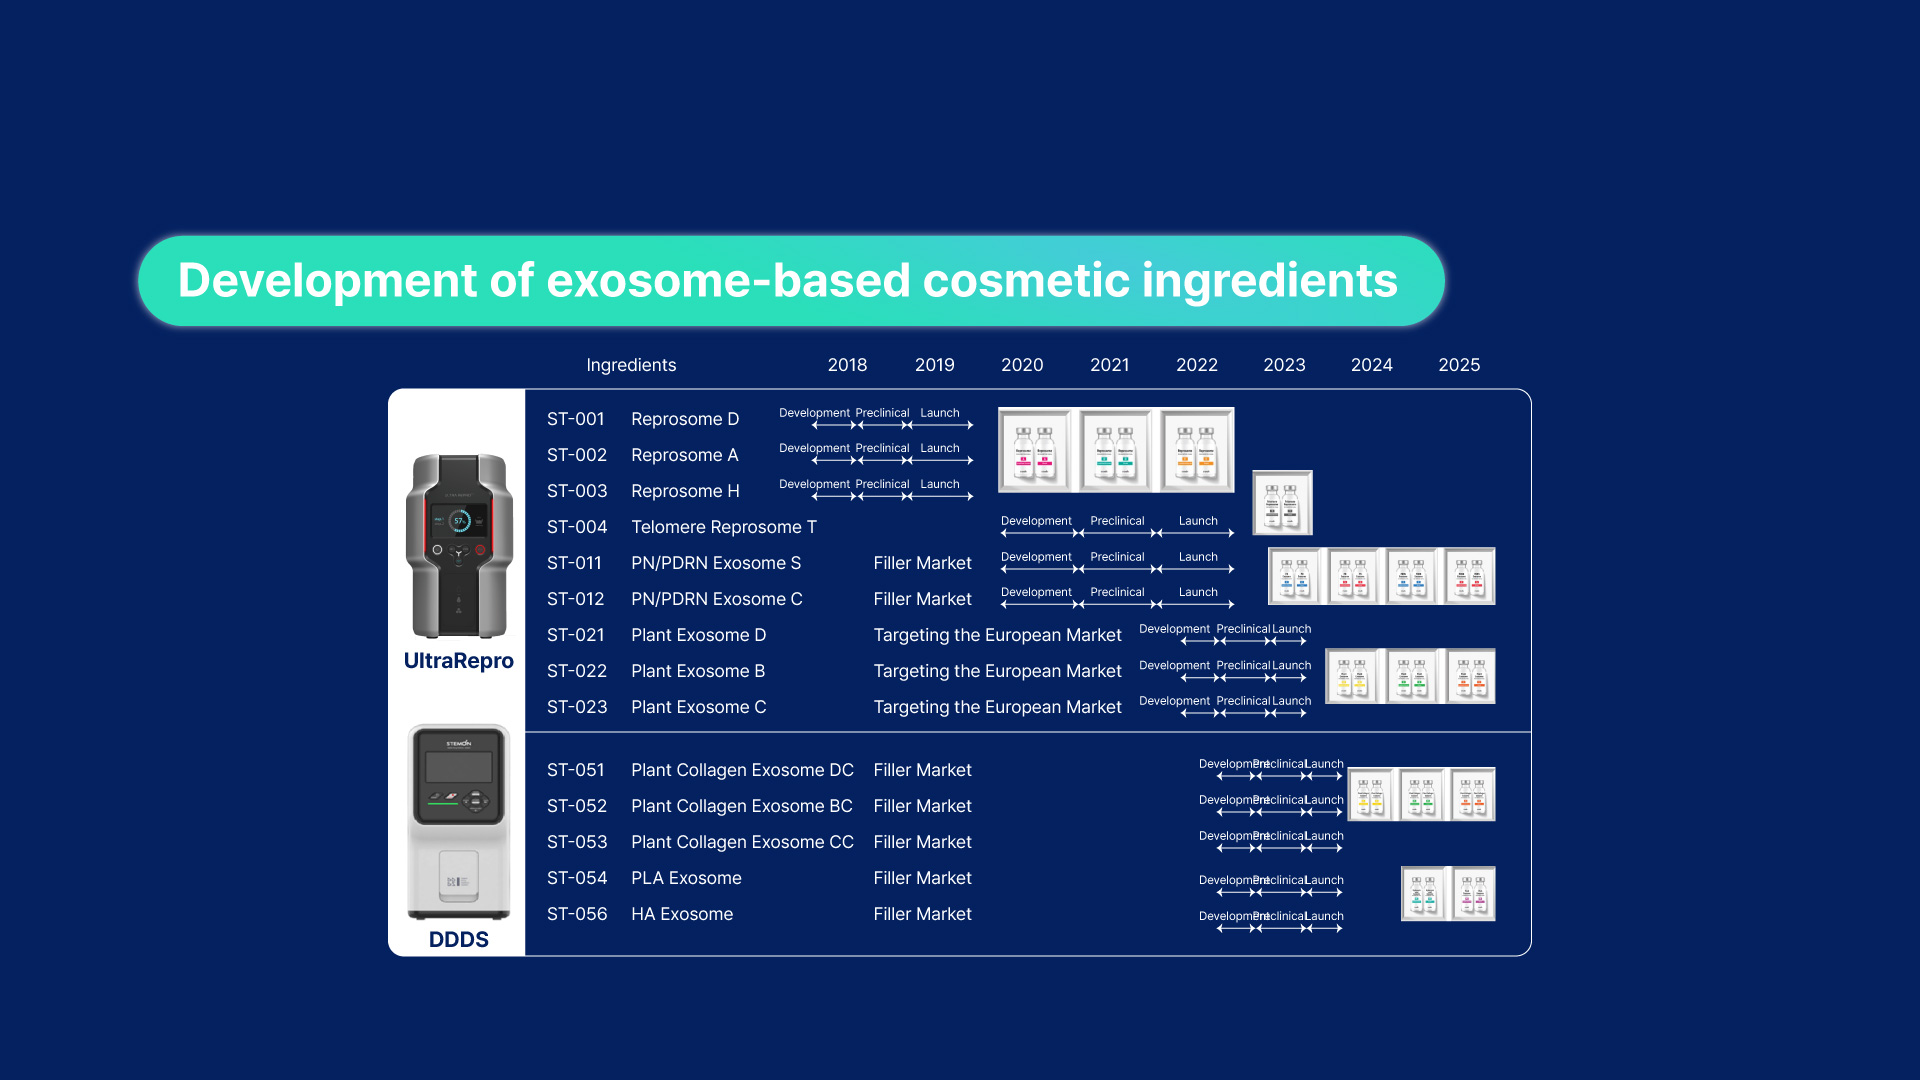 Development of exosome-based cosmetic ingredients
Ingredients 2018 2019 2020 2021 2022 2023 2024 2025
ST-001 Reprosome D Development Preclinical Launch
ST-002 Reprosome A Development Preclinical Launch
ST-003 Reprosome H Development Preclinical Launch
ST-004 Telomere Reprosome T Development Preclinical Launch
ST-011 PN/PDRN Exosome S Filler Market Development Preclinical Launch
ST-012 PN/PDRN Exosome C Filler Market Development Preclinical Launch
ST-021 Plant Exosome D Targeting the European Market Development Preclinical Launch
ST-022 Plant Exosome B Targeting the European Market Development Preclinical Launch
ST-023 Plant Exosome C Targeting the European Market Development Preclinical Launch
57%
UltraRepro
ST-051 Plant Collagen Exosome DC Filler Market Development Preclinical Launch
ST-052 Plant Collagen Exosome BC Filler Market Development Preclinical Launch
ST-053 Plant Collagen Exosome CC Filler Market Development Preclinical Launch
ST-054 PLA Exosome Filler Market Development Preclinical Launch
ST-056 HA Exosome Filler Market Development Preclinical Launch
STEMON
DDDS